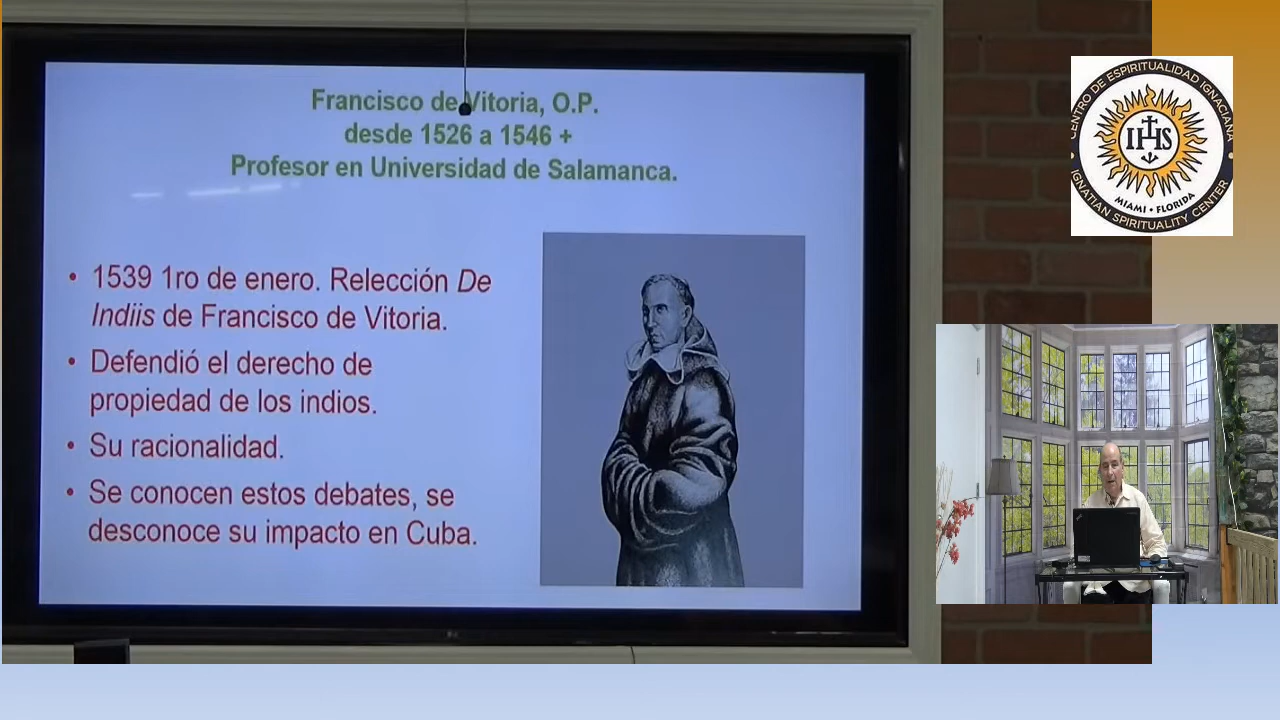 Francisco de Vitoria, O.P.
desde 1526 a 1546 +
Profesor en Universidad de Salamanca.
• 1539 1ro de enero. Relección De
Indiis de Francisco de Vitoria.
• Defendió el derecho de
propiedad de los indios.
• Su racionalidad.
• Se conocen estos debates, se
desconoce su impacto en Cuba.
CENTRO DE ESPIRITUALIDAD IGNACIANA
IHS
MIAMI • FLORIDA
IGNATIAN SPIRITUALITY CENTER